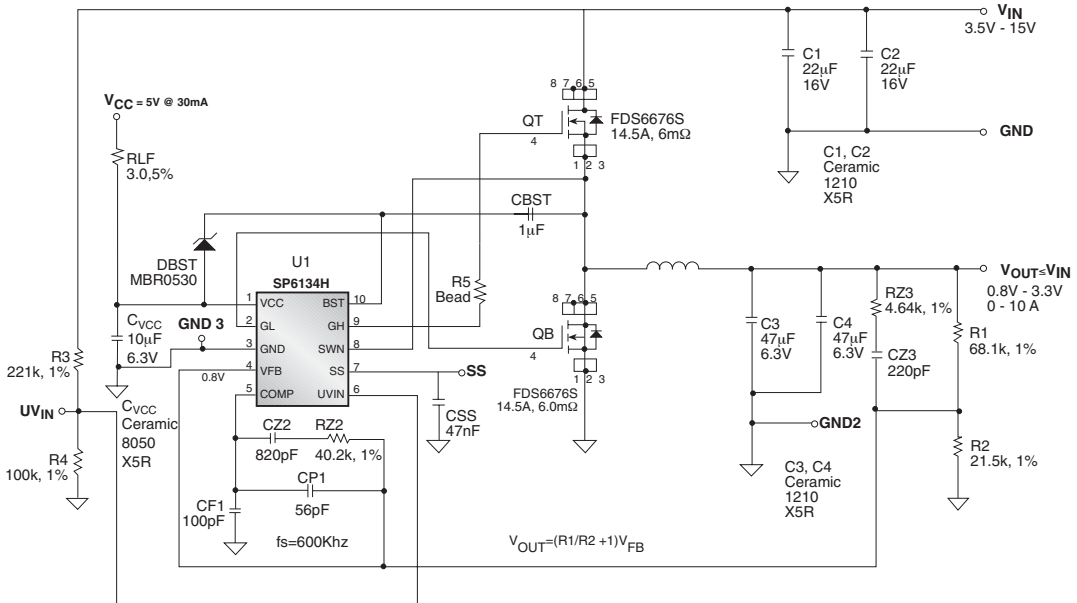 VIN
3.5V - 15V
C1
22μF
16V
C2
22μF
16V
GND
C1, C2
Ceramic
1210
X5R
8 7 6 5
QT
4
FDS6676S
14.5A, 6mΩ
1 2 3
VCC = 5V @ 30mA
RLF
3.0,5%
CBST
1μF
DBST
MBR0530
U1
SP6134H
1 VCC
2 GL
3 GND
4 VFB
5 COMP
BST 10
GH 9
SWN 8
SS 7
UVIN 6
0.8V
R5
Bead
CVCC
10μF
6.3V
GND 3
R3
221k, 1%
UVIN
CVCC
Ceramic
8050
X5R
R4
100k, 1%
SS
CSS
47nF
CZ2
820pF
RZ2
40.2k, 1%
CP1
56pF
CF1
100pF
fs=600Khz
8 7 6 5
QB
4
1 2 3
FDS6676S
14.5A, 6.0mΩ
VOUT≤VIN
0.8V - 3.3V
0 - 10 A
C3
47μF
6.3V
C4
47μF
6.3V
RZ3
4.64k, 1%
CZ3
220pF
R1
68.1k, 1%
GND2
R2
21.5k, 1%
C3, C4
Ceramic
1210
X5R
VOUT=(R1/R2 +1)VFB